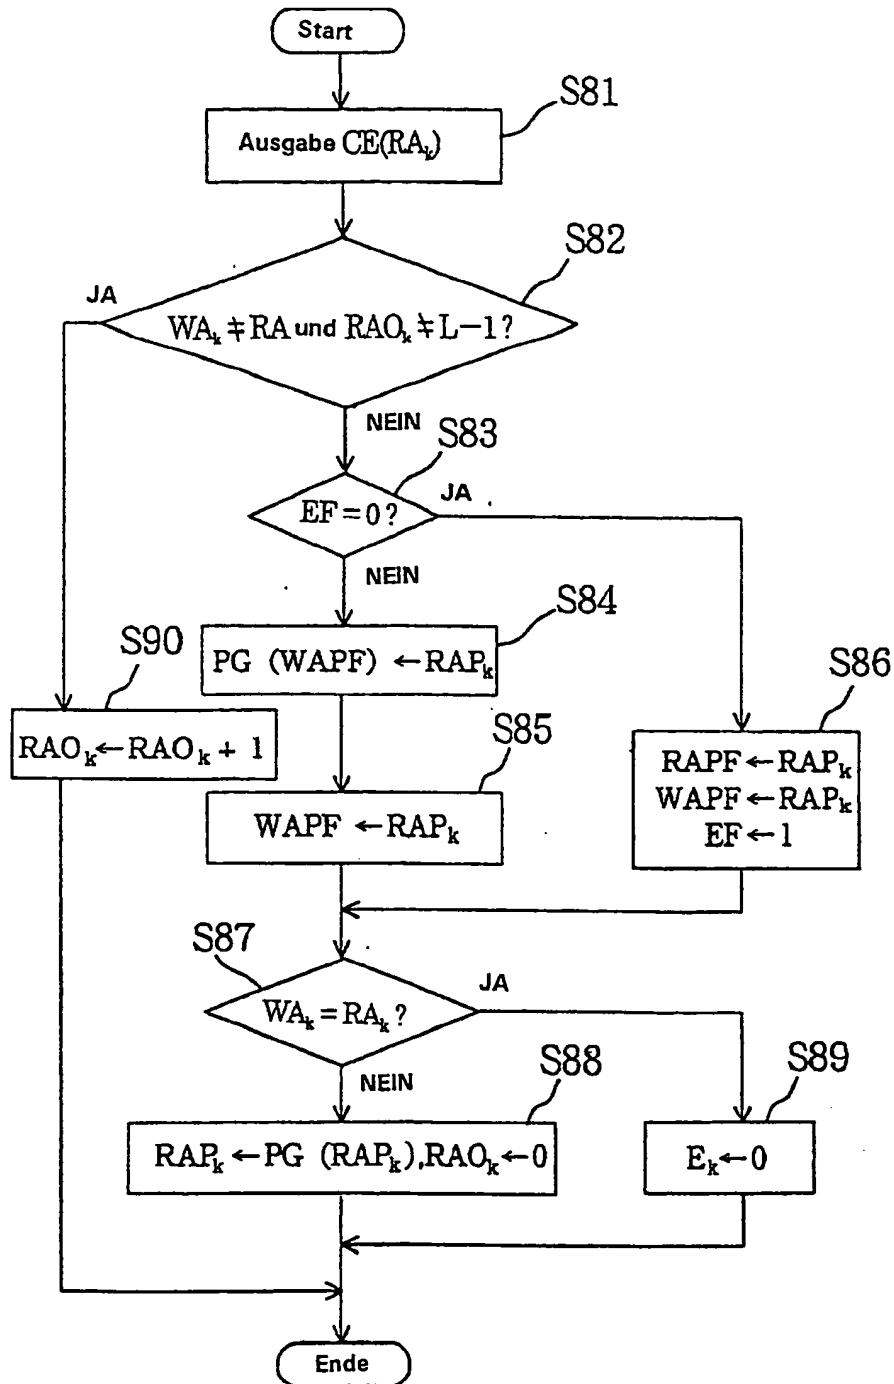 Start
S81
Ausgabe CE(RAₖ)
S82
JA
WAₖ ≠ RA und RAOₖ ≠ L−1?
NEIN
S83
EF=0?
JA
NEIN
S84
PG (WAPF) ←RAPₖ
S90
RAOₖ←RAOₖ + 1
S86
RAPF←RAPₖ
WAPF←RAPₖ
EF←1
S85
WAPF ←RAPₖ
S87
WAₖ = RAₖ ?
JA
NEIN
S88
RAPₖ ←PG (RAPₖ),RAOₖ←0
S89
Eₖ←0
Ende